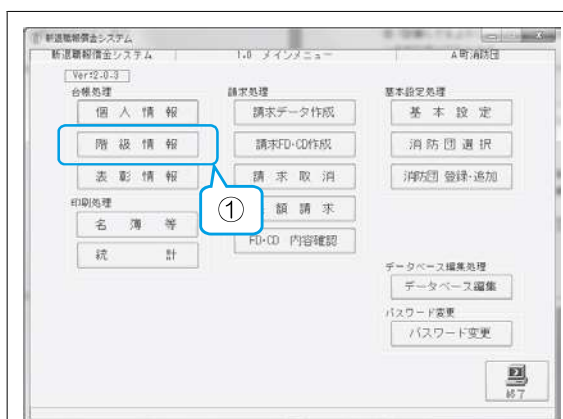 新退職報償金システム
新退職報償金システム 1.0 メインメニュー A町消防団
Ver:2.0.3
台帳処理
個人情報
階級情報
表彰情報
印刷処理
名簿等
統計
請求処理
請求データ作成
請求FD・CD作成
請求取消
額請求
FD・CD 内容確認
①
基本設定処理
基本設定
消防団選択
消防団 登録・追加
データベース編集処理
データベース編集
パスワード変更
パスワード変更
終了